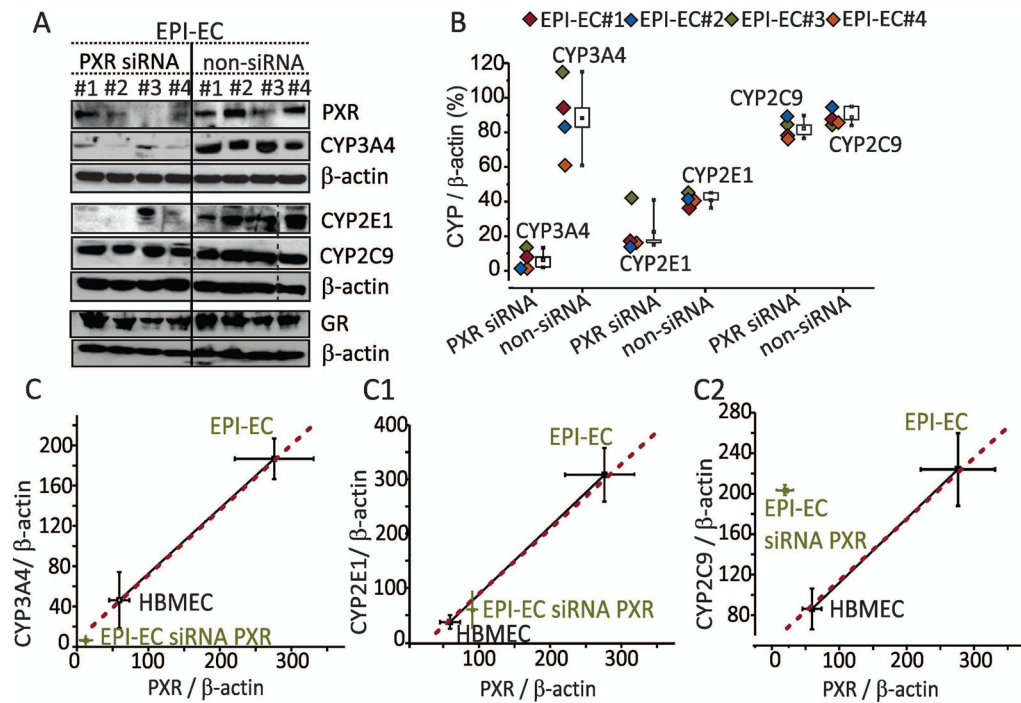 A
EPI-EC
PXR siRNA non-siRNA
#1 #2 #3 #4 #1 #2 #3 #4
PXR
CYP3A4
β-actin
CYP2E1
CYP2C9
β-actin
GR
β-actin
B
EPI-EC#1 EPI-EC#2 EPI-EC#3 EPI-EC#4
CYP / β-actin (%)
120
100
80
60
40
20
0
CYP3A4
CYP3A4
CYP2E1
CYP2E1
CYP2C9
CYP2C9
PXR siRNA non-siRNA PXR siRNA non-siRNA PXR siRNA non-siRNA
C
CYP3A4/ β-actin
200
160
120
80
40
0
EPI-EC
HBMEC
EPI-EC siRNA PXR
0 100 200 300
PXR / β-actin
C1
CYP2E1/ β-actin
400
300
200
100
0
EPI-EC
EPI-EC siRNA PXR
HBMEC
100 200 300
PXR / β-actin
C2
CYP2C9 / β-actin
280
240
200
160
120
80
EPI-EC
EPI-EC
siRNA PXR
HBMEC
0 100 200 300
PXR / β-actin